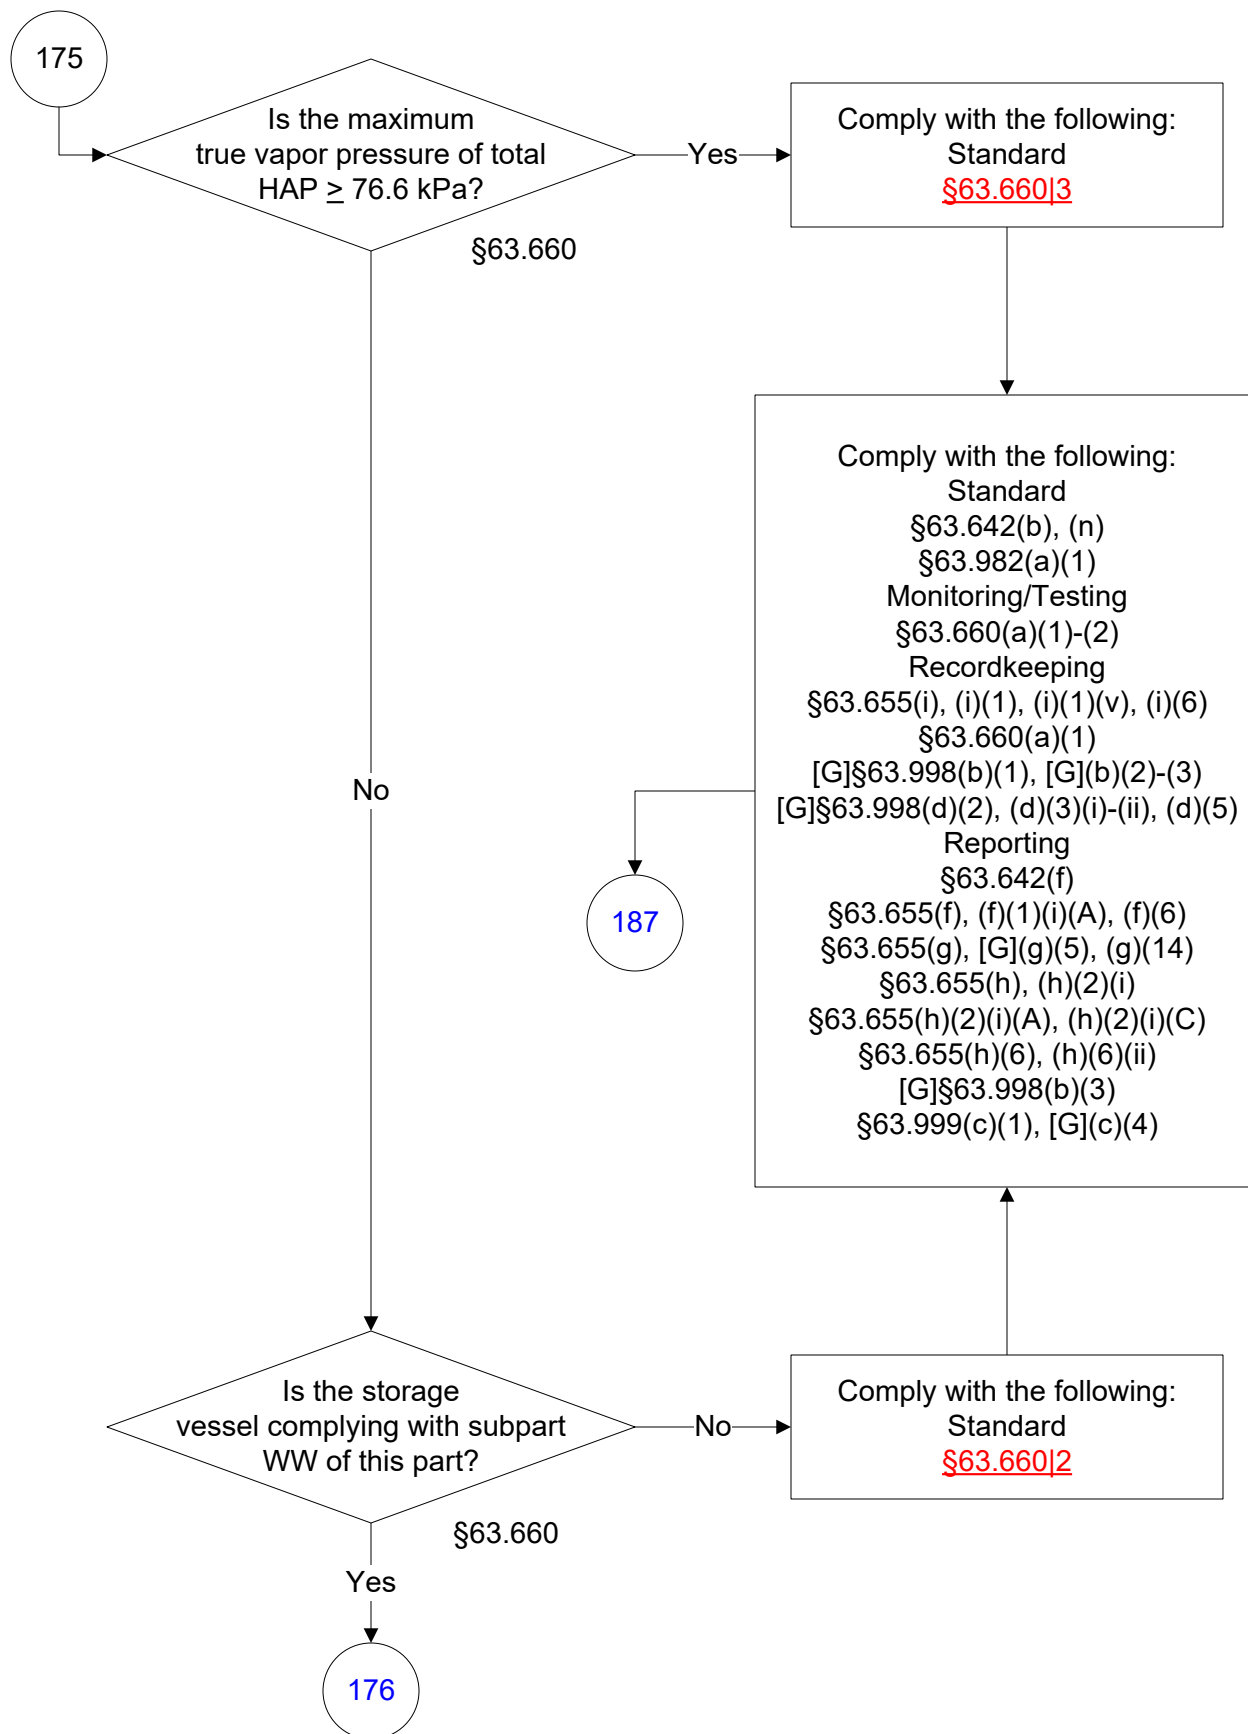 175
Is the maximum
true vapor pressure of total
HAP ≥ 76.6 kPa?
§63.660
Yes
Comply with the following:
Standard
§63.660|3
Comply with the following:
Standard
§63.642(b), (n)
§63.982(a)(1)
Monitoring/Testing
§63.660(a)(1)-(2)
Recordkeeping
§63.655(i), (i)(1), (i)(1)(v), (i)(6)
§63.660(a)(1)
[G]§63.998(b)(1), [G](b)(2)-(3)
[G]§63.998(d)(2), (d)(3)(i)-(ii), (d)(5)
Reporting
§63.642(f)
§63.655(f), (f)(1)(i)(A), (f)(6)
§63.655(g), [G](g)(5), (g)(14)
§63.655(h), (h)(2)(i)
§63.655(h)(2)(i)(A), (h)(2)(i)(C)
§63.655(h)(6), (h)(6)(ii)
[G]§63.998(b)(3)
§63.999(c)(1), [G](c)(4)
No
187
Is the storage
vessel complying with subpart
WW of this part?
§63.660
No
Comply with the following:
Standard
§63.660|2
Yes
176